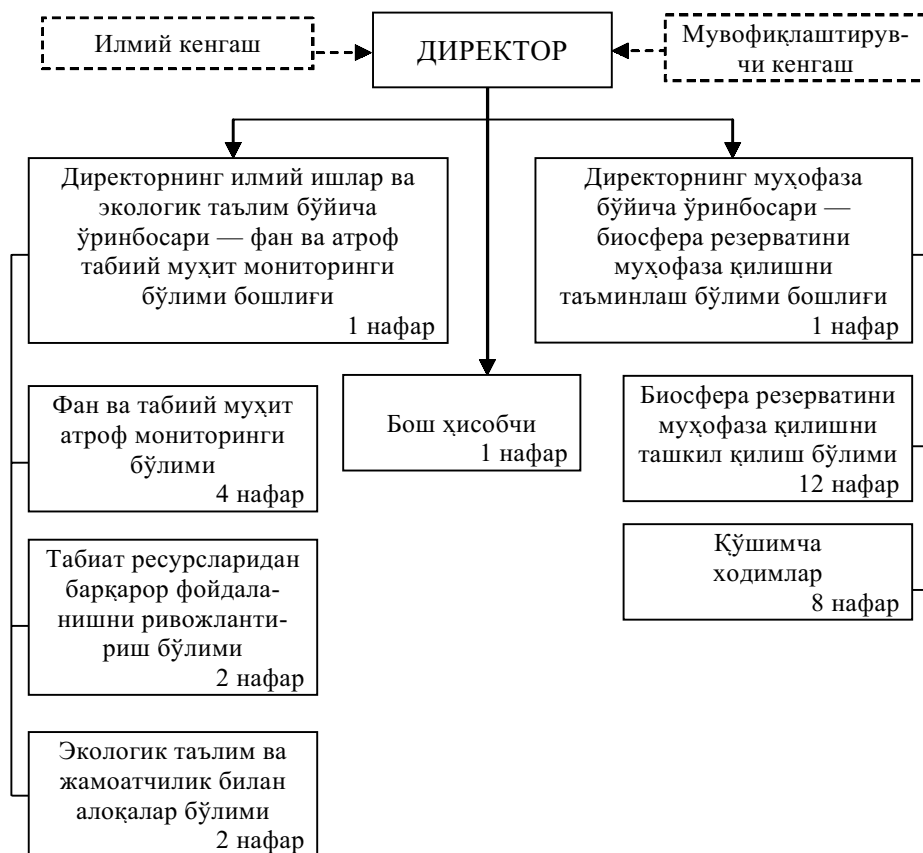 Илмий кенгаш
ДИРЕКТОР
Мувофиқлаштирув-
чи кенгаш
Директорнинг илмий ишлар ва
экологик таълим бўйича
ўринбосари — фан ва атроф
табиий муҳит мониторинги
бўлими бошлиғи
1 нафар
Директорнинг муҳофаза
бўйича ўринбосари —
биосфера резерватини
муҳофаза қилишни
таъминлаш бўлими бошлиғи
1 нафар
Фан ва табиий муҳит
атроф мониторинги
бўлими
4 нафар
Бош ҳисобчи
1 нафар
Биосфера резерватини
муҳофаза қилишни
ташкил қилиш бўлими
12 нафар
Табиат ресурсларидан
барқарор фойдала-
нишни ривожланти-
риш бўлими
2 нафар
Қўшимча
ходимлар
8 нафар
Экологик таълим ва
жамоатчилик билан
алоқалар бўлими
2 нафар